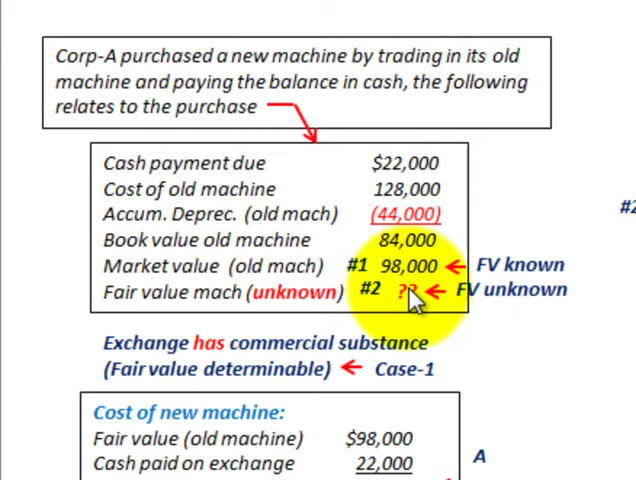 Corp-A purchased a new machine by trading in its old
machine and paying the balance in cash, the following
relates to the purchase
Cash payment due $22,000
Cost of old machine 128,000
Accum. Deprec. (old mach) (44,000)
Book value old machine 84,000
Market value (old mach) #1 98,000 FV known
Fair value mach (unknown) #2 ?? FV unknown
#2
Exchange has commercial substance
(Fair value determinable) Case-1
Cost of new machine:
Fair value (old machine) $98,000
Cash paid on exchange 22,000 A